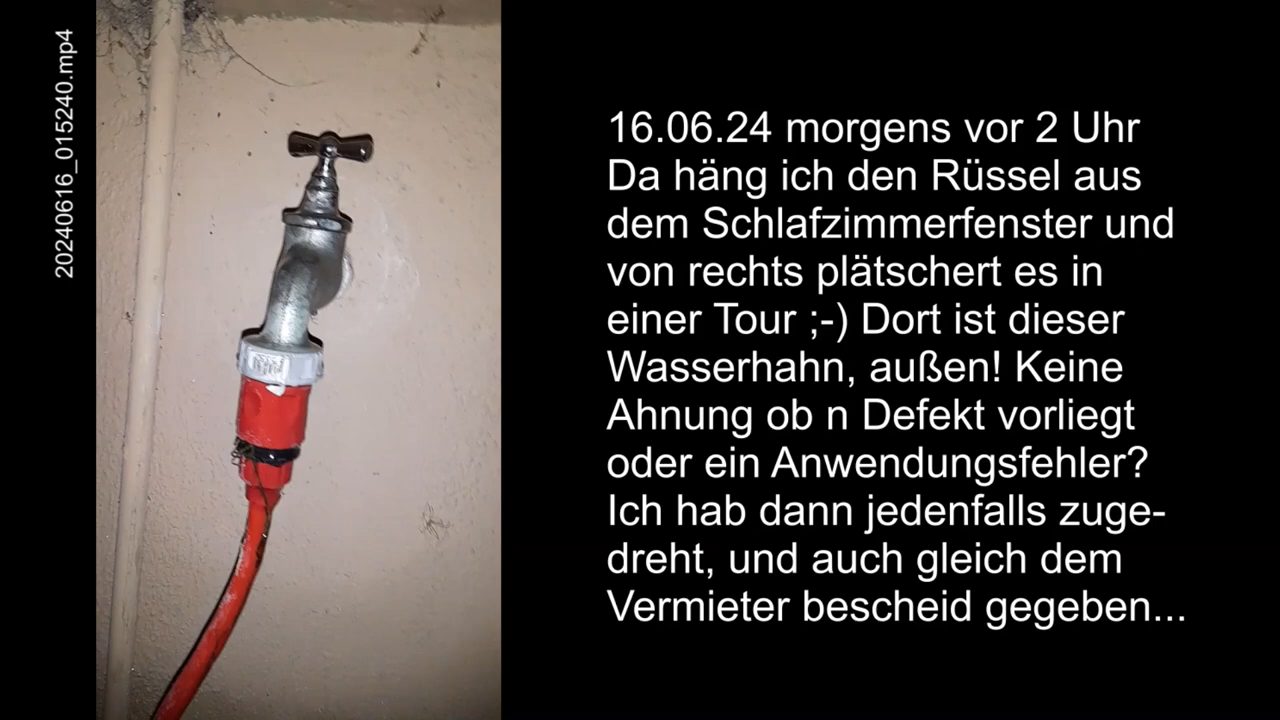 20240616_015240.mp4
16.06.24 morgens vor 2 Uhr
Da häng ich den Rüssel aus
dem Schlafzimmerfenster und
von rechts plätschert es in
einer Tour ;-) Dort ist dieser
Wasserhahn, außen! Keine
Ahnung ob n Defekt vorliegt
oder ein Anwendungsfehler?
Ich hab dann jedenfalls zuge-
dreht, und auch gleich dem
Vermieter bescheid gegeben...